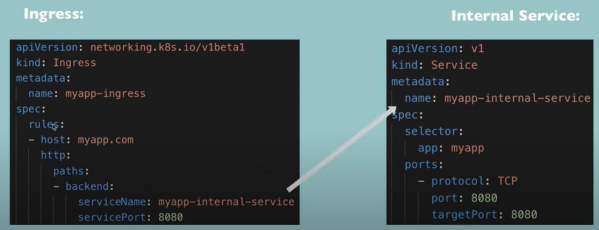 Ingress:
apiVersion: networking.k8s.io/v1beta1
kind: Ingress
metadata:
  name: myapp-ingress
spec:
  rules:
  - host: myapp.com
    http:
      paths:
      - backend:
          serviceName: myapp-internal-service
          servicePort: 8080
Internal Service:
apiVersion: v1
kind: Service
metadata:
  name: myapp-internal-service
spec:
  selector:
    app: myapp
  ports:
    - protocol: TCP
      port: 8080
      targetPort: 8080